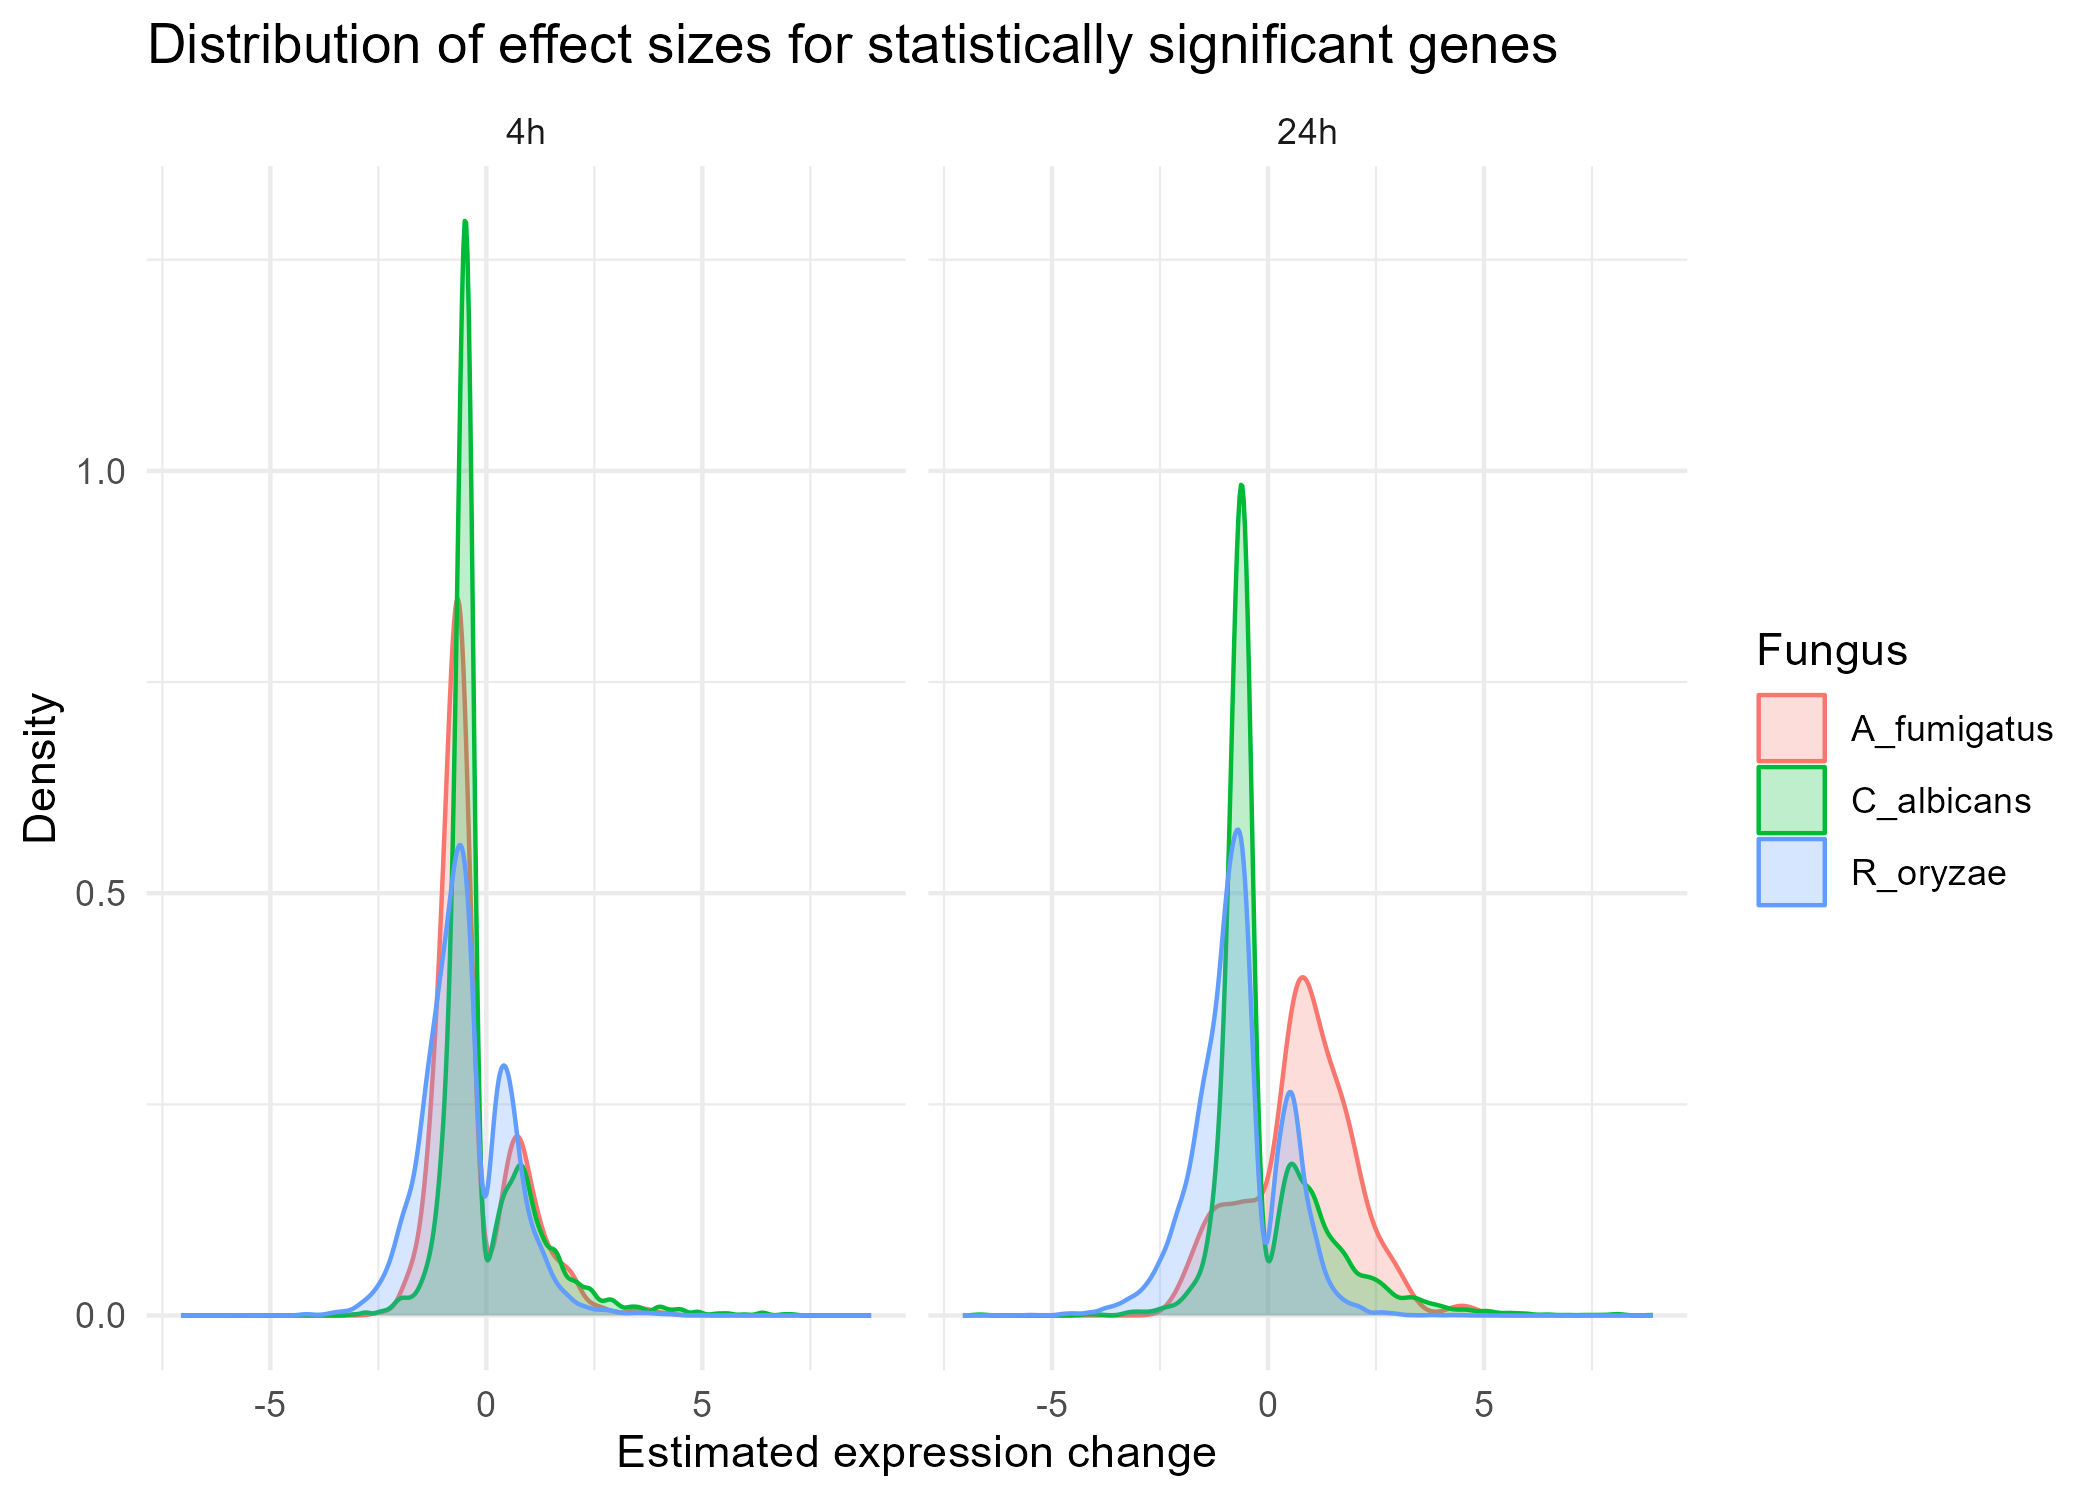 Distribution of effect sizes for statistically significant genes
4h
24h
1.0
0.5
0.0
Density
-5
0
5
-5
0
5
Estimated expression change
Fungus
A_fumigatus
C_albicans
R_oryzae